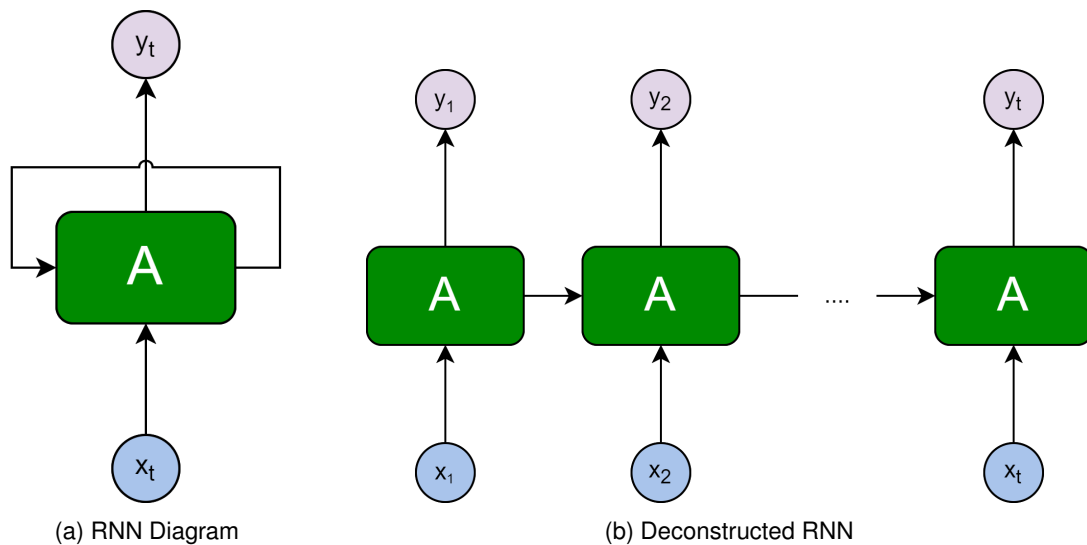 yt
y1 y2 yt
A
A A .... A
xt
x1 x2 xt
(a) RNN Diagram
(b) Deconstructed RNN